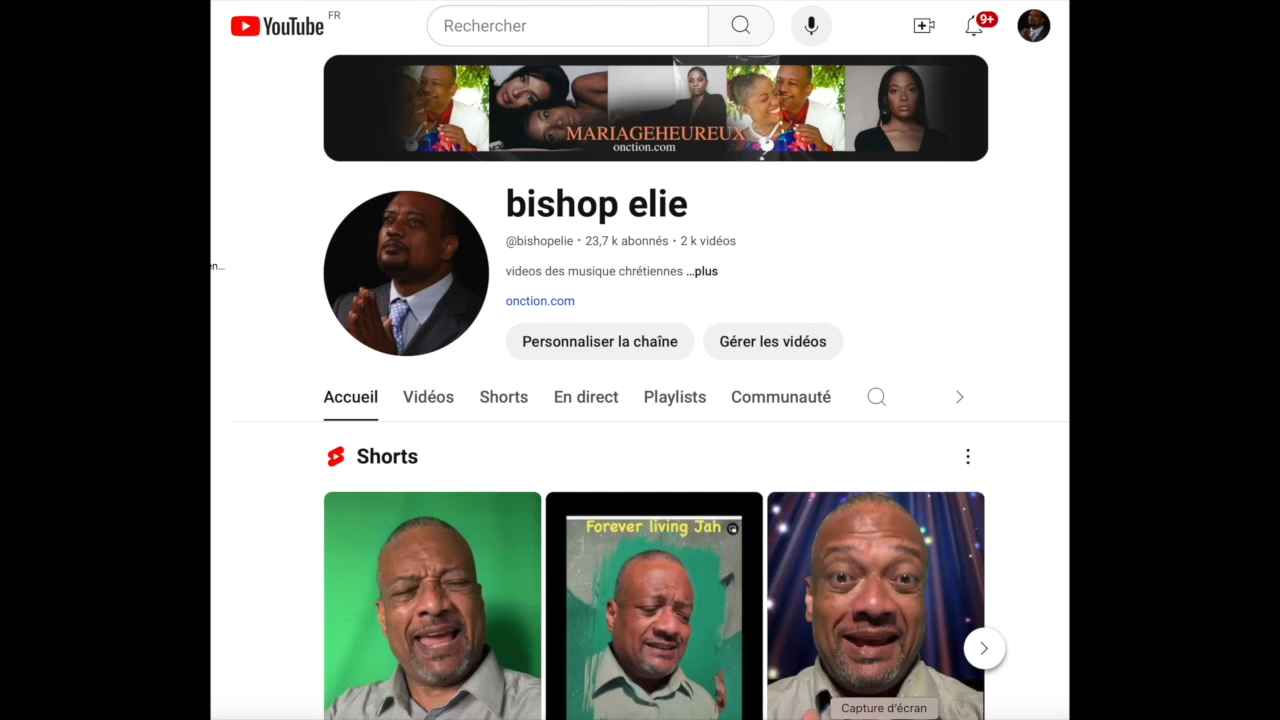 YouTube FR
Rechercher
9+
MARIAGEHEUREUX
onction.com
bishop elie
@bishopelie • 23,7 k abonnés • 2 k vidéos
en...
videos des musique chrétiennes ...plus
onction.com
Personnaliser la chaîne Gérer les vidéos
Accueil Vidéos Shorts En direct Playlists Communauté
Shorts
Forever living Jah
Capture d'écran